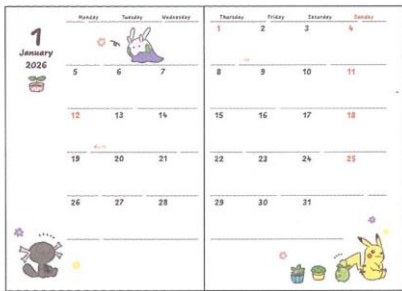 1
January
2026
Monday Tuesday Wednesday
5 6 7
12 13 14
19 20 21
26 27 28
Thursday Friday Saturday Sunday
1 2 3 4
8 9 10 11
15 16 17 18
22 23 24 25
29 30 31